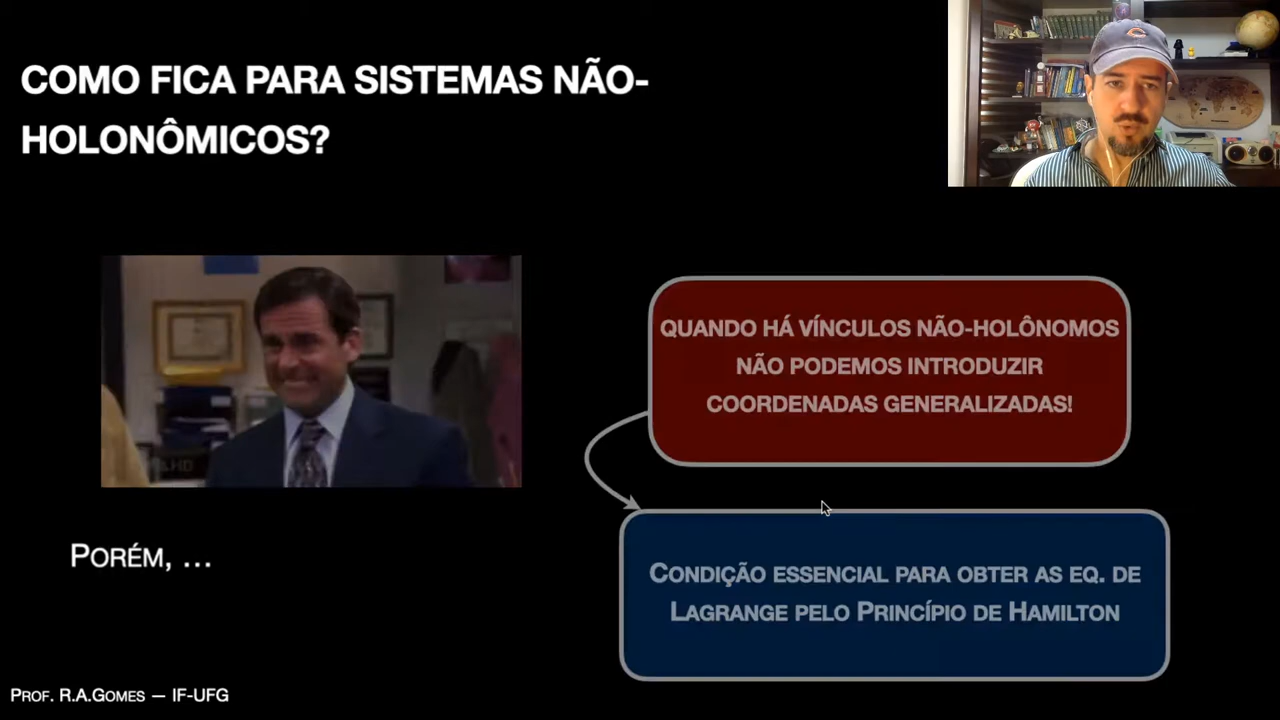 COMO FICA PARA SISTEMAS NÃO-
HOLONÔMICOS?
QUANDO HÁ VÍNCULOS NÃO-HOLÔNOMOS
NÃO PODEMOS INTRODUZIR
COORDENADAS GENERALIZADAS!
CONDIÇÃO ESSENCIAL PARA OBTER AS EQ. DE
LAGRANGE PELO PRINCÍPIO DE HAMILTON
PORÉM, ...
PROF. R.A.GOMES — IF-UFG